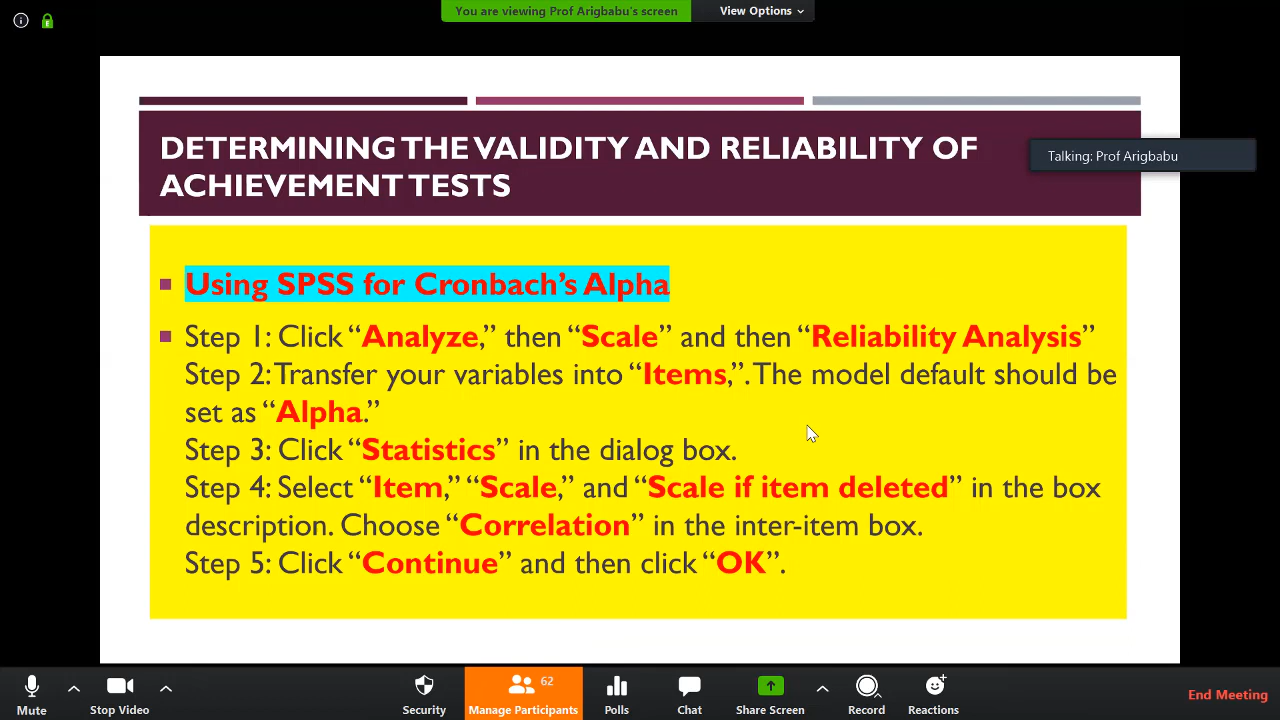 You are viewing Prof Arigbabu's screen
View Options
E
DETERMINING THE VALIDITY AND RELIABILITY OF
ACHIEVEMENT TESTS
Talking: Prof Arigbabu
Using SPSS for Cronbach’s Alpha
Step 1: Click “Analyze,” then “Scale” and then “Reliability Analysis”
Step 2: Transfer your variables into “Items,”. The model default should be
set as “Alpha.”
Step 3: Click “Statistics” in the dialog box.
Step 4: Select “Item,” “Scale,” and “Scale if item deleted” in the box
description. Choose “Correlation” in the inter-item box.
Step 5: Click “Continue” and then click “OK”.
Mute
Stop Video
Security
62
Manage Participants
Polls
Chat
Share Screen
Record
Reactions
End Meeting